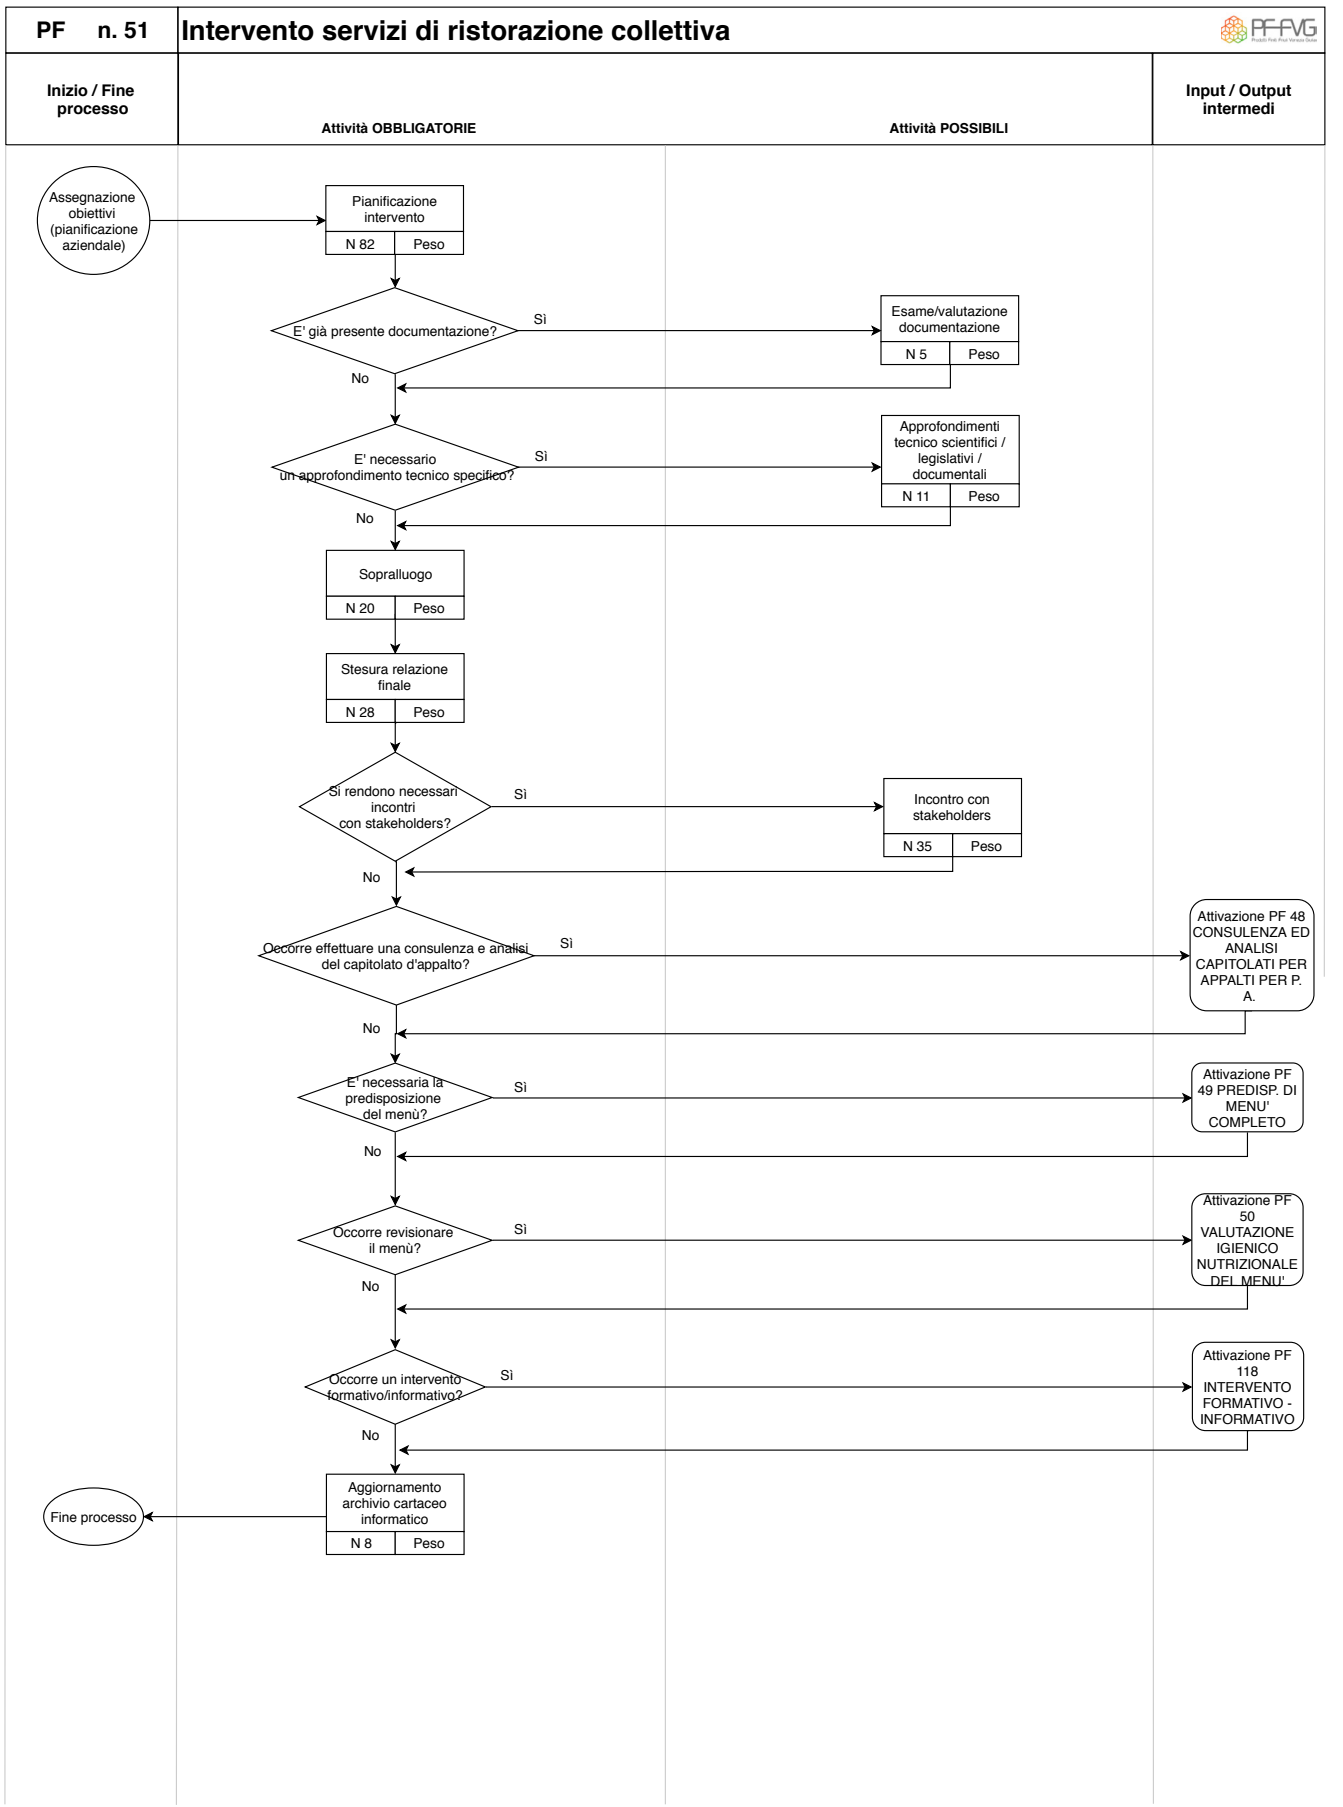 PF n. 51
Intervento servizi di ristorazione collettiva
PF-FVG
Inizio / Fine
processo
Attività OBBLIGATORIE
Attività POSSIBILI
Input / Output
intermedi
Assegnazione
obiettivi
(pianificazione
aziendale)
Pianificazione
intervento
N 82 Peso
E' già presente documentazione?
Sì
Esame/valutazione
documentazione
N 5 Peso
No
E' necessario
un approfondimento tecnico specifico?
Sì
Approfondimenti
tecnico scientifici /
legislativi /
documentali
N 11 Peso
No
Sopralluogo
N 20 Peso
Stesura relazione
finale
N 28 Peso
Si rendono necessari
incontri
con stakeholders?
Sì
Incontro con
stakeholders
N 35 Peso
No
Occorre effettuare una consulenza e analisi
del capitolato d'appalto?
Sì
Attivazione PF 48
CONSULENZA ED
ANALISI
CAPITOLATI PER
APPALTI PER P.
A.
No
E' necessaria la
predisposizione
del menù?
Sì
Attivazione PF
49 PREDISP. DI
MENU'
COMPLETO
No
Occorre revisionare
il menù?
Sì
Attivazione PF
50
VALUTAZIONE
IGIENICO
NUTRIZIONALE
DEL MENU'
No
Occorre un intervento
formativo/informativo?
Sì
Attivazione PF
118
INTERVENTO
FORMATIVO -
INFORMATIVO
No
Aggiornamento
archivio cartaceo
informatico
N 8 Peso
Fine processo